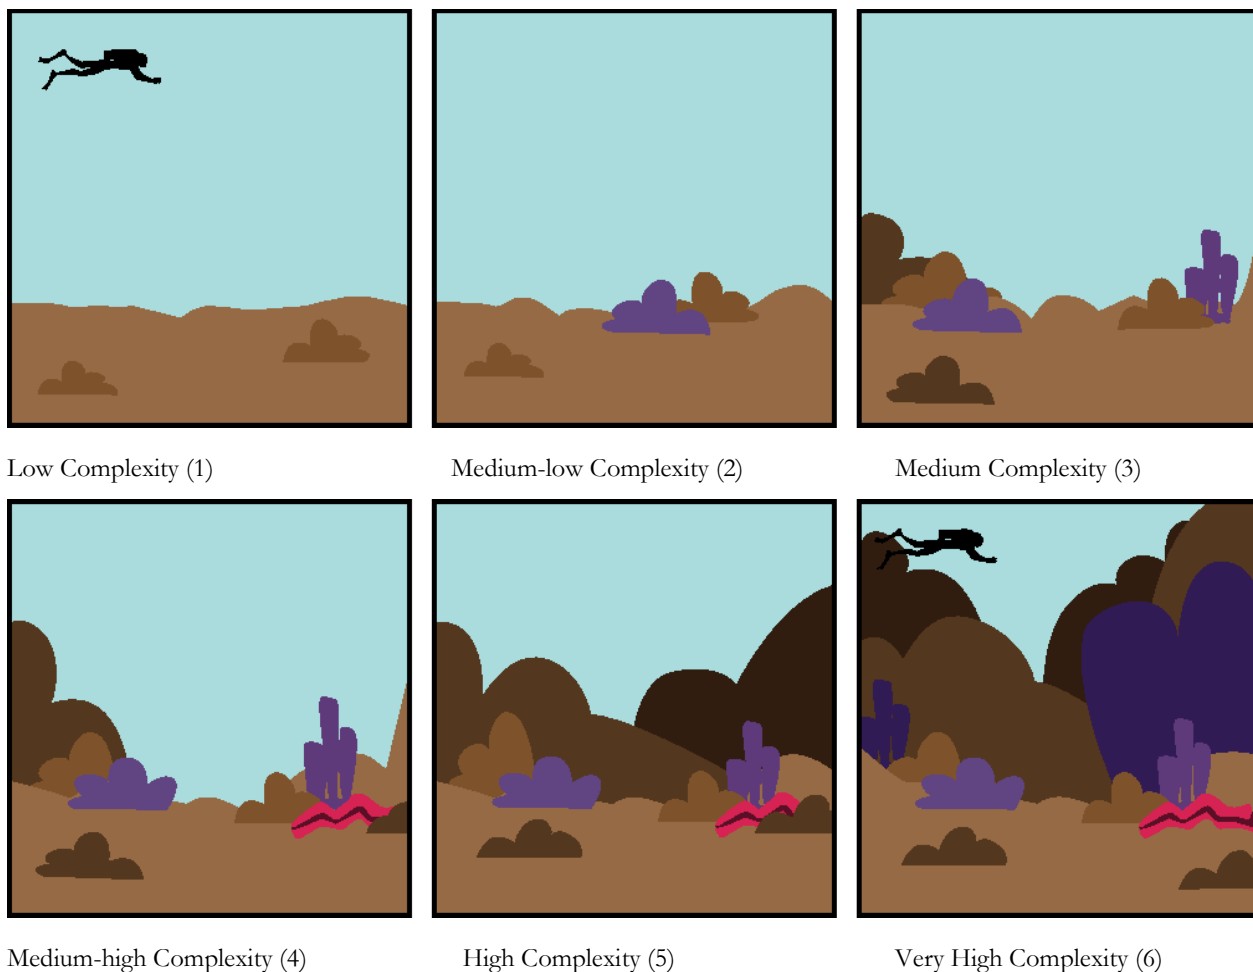 Low Complexity (1)
Medium-low Complexity (2)
Medium Complexity (3)
Medium-high Complexity (4)
High Complexity (5)
Very High Complexity (6)